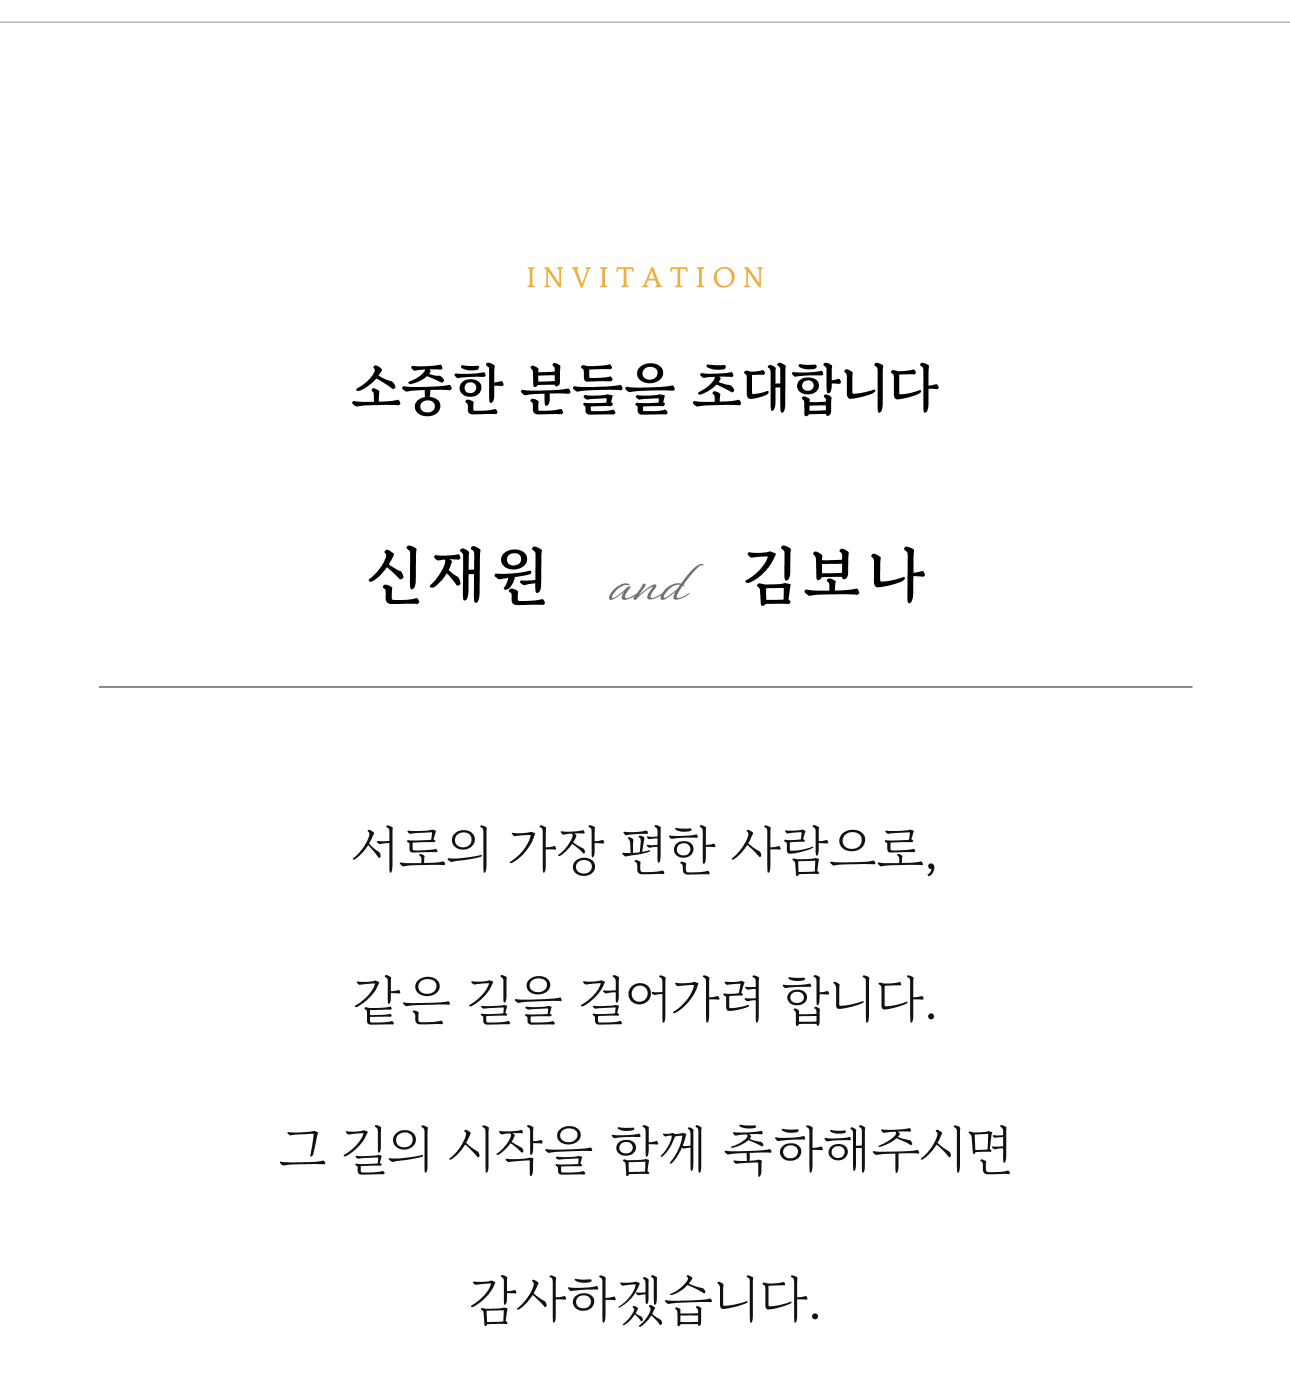 INVITATION
소중한 분들을 초대합니다
신재원 and 김보나
서로의 가장 편한 사람으로,
같은 길을 걸어가려 합니다.
그 길의 시작을 함께 축하해주시면
감사하겠습니다.